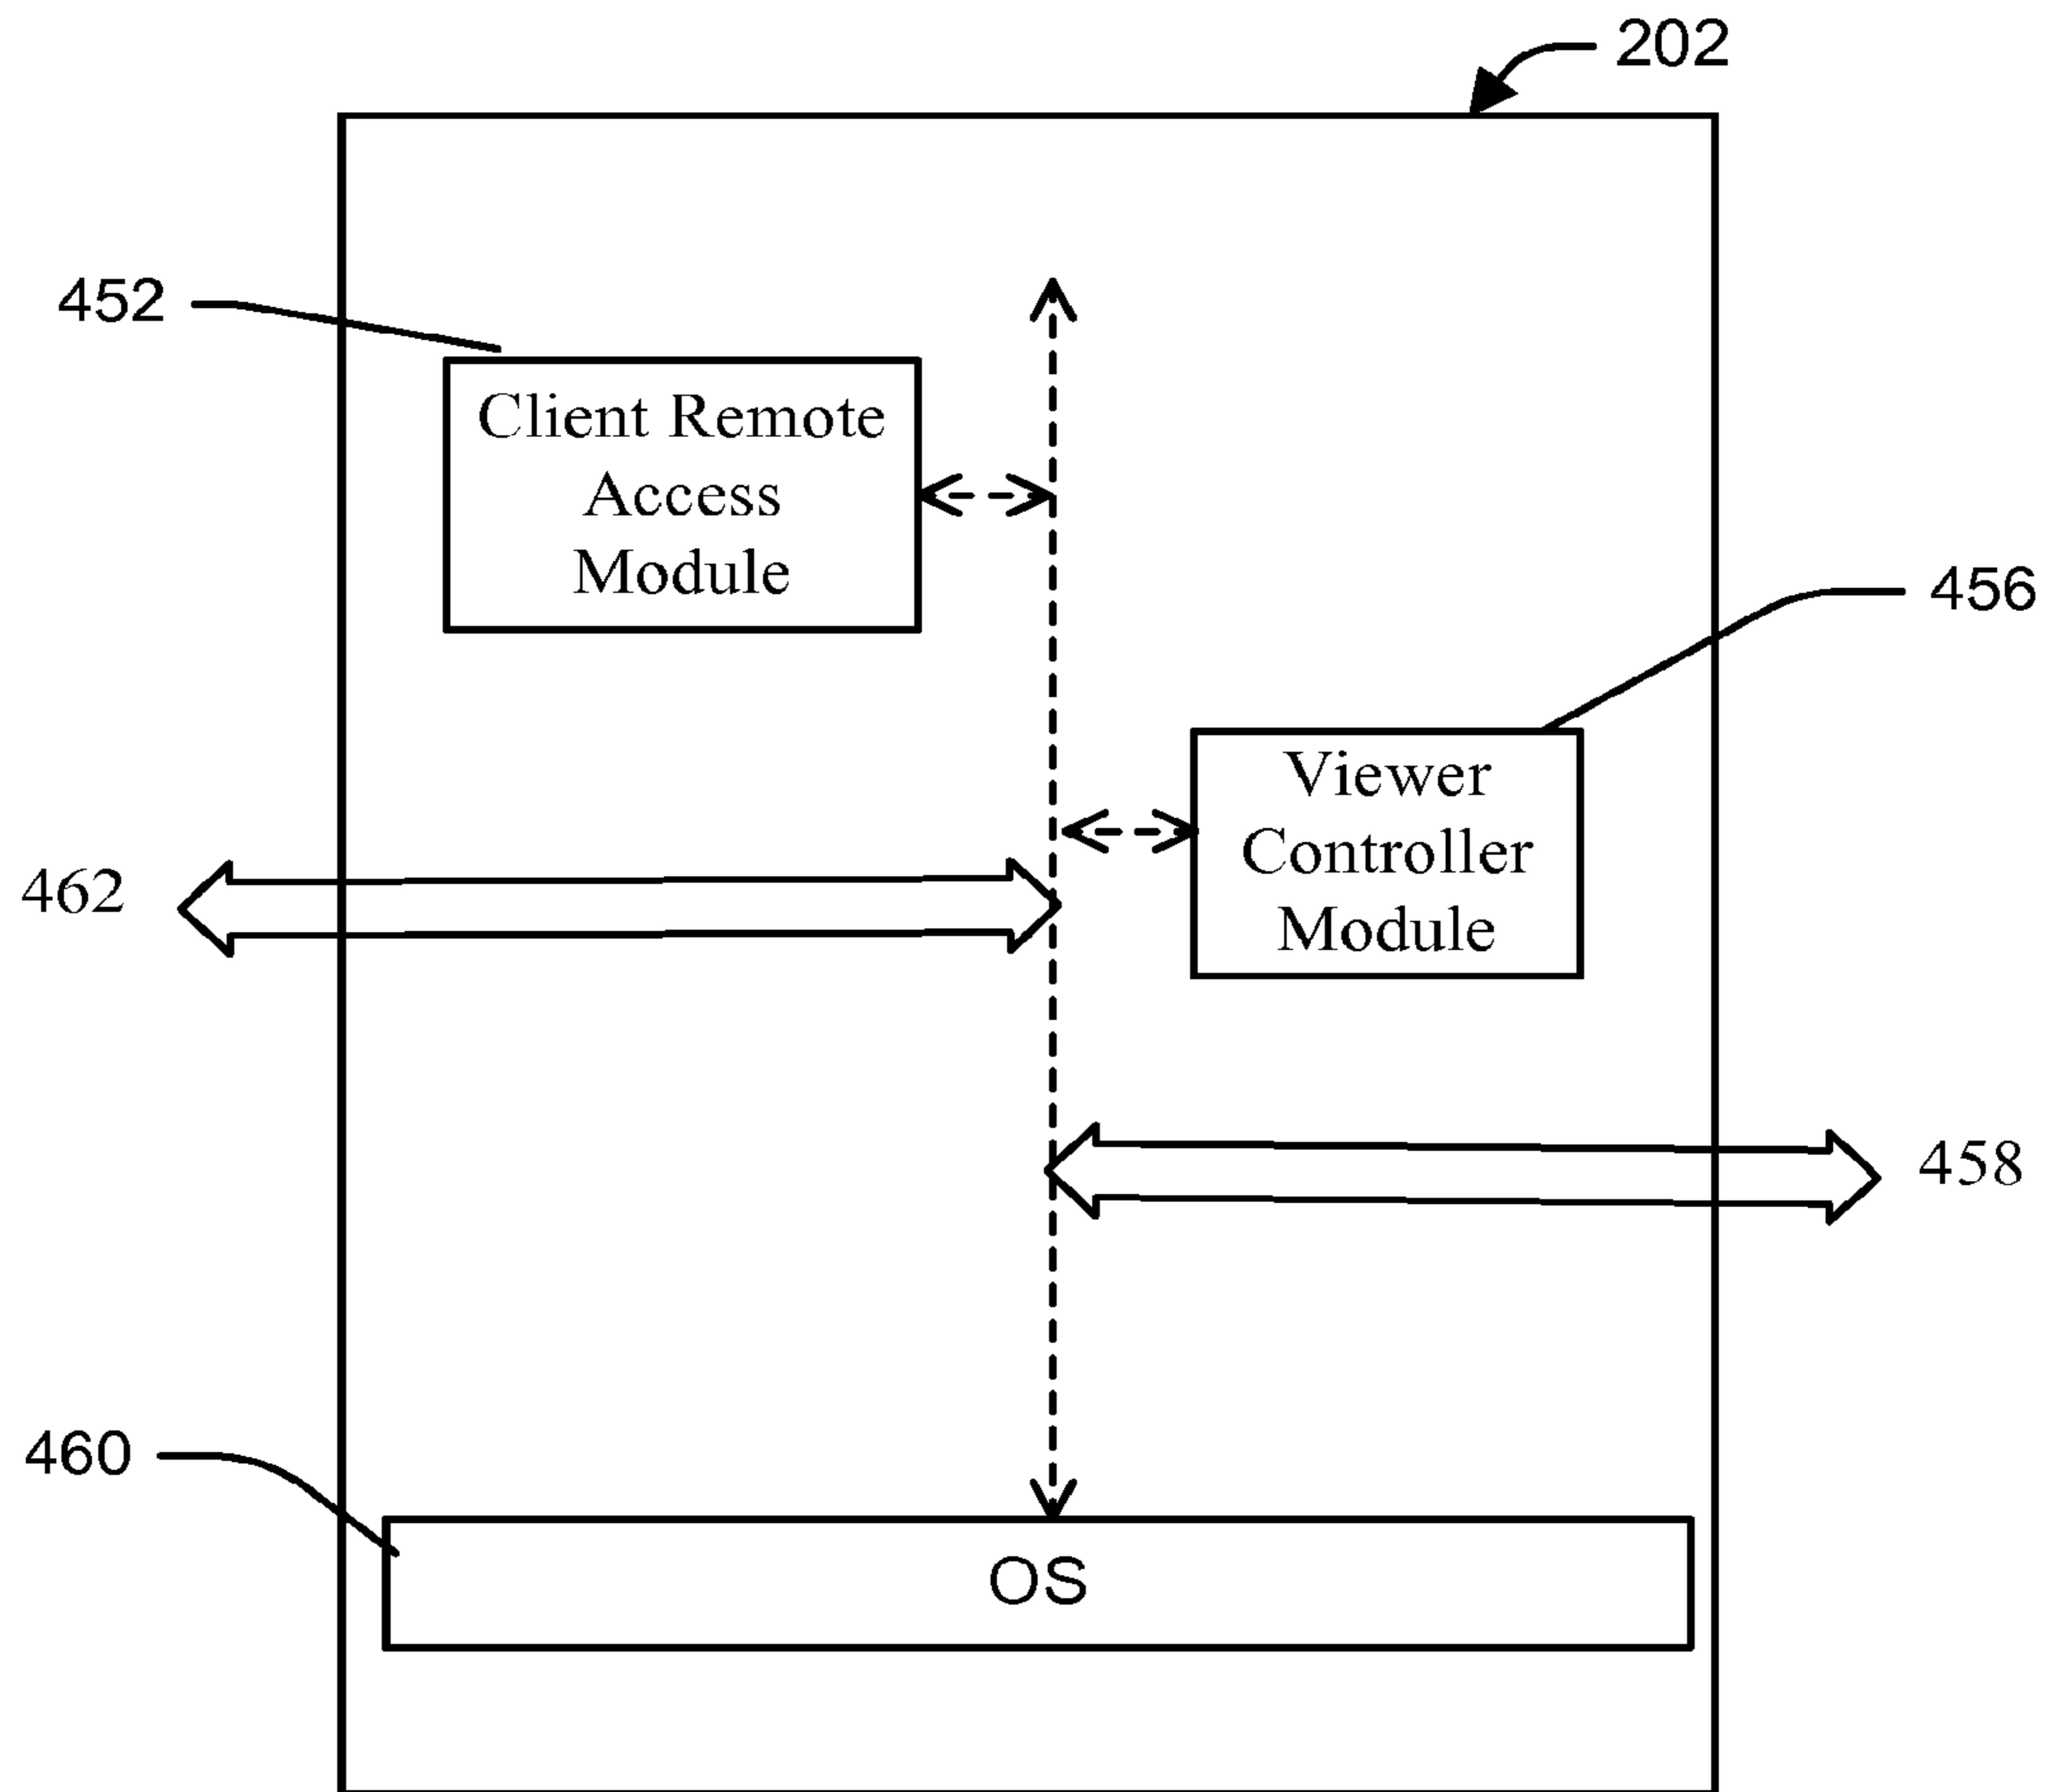 202
452
Client Remote
Access
Module
456
Viewer
Controller
Module
462
458
460
OS